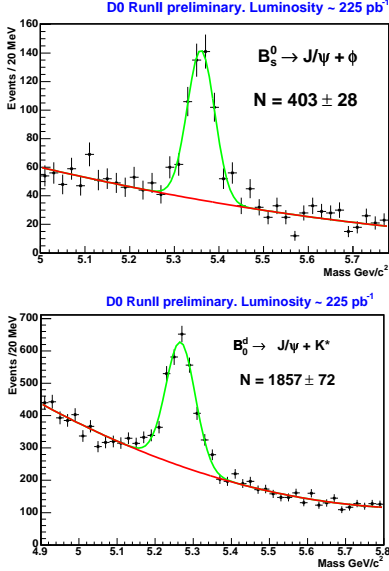 D0 RunII preliminary. Luminosity ~ 225 pb⁻¹
Events / 20 MeV
160
140
120
100
80
60
40
20
0
B⁰ₛ → J/ψ + ϕ
N = 403 ± 28
5 5.1 5.2 5.3 5.4 5.5 5.6 5.7
Mass Gev/c²
D0 RunII preliminary. Luminosity ~ 225 pb⁻¹
Events /20 MeV
700
600
500
400
300
200
100
0
B₀ᵈ → J/ψ + K*
N = 1857 ± 72
4.9 5 5.1 5.2 5.3 5.4 5.5 5.6 5.7 5.8
Mass Gev/c²